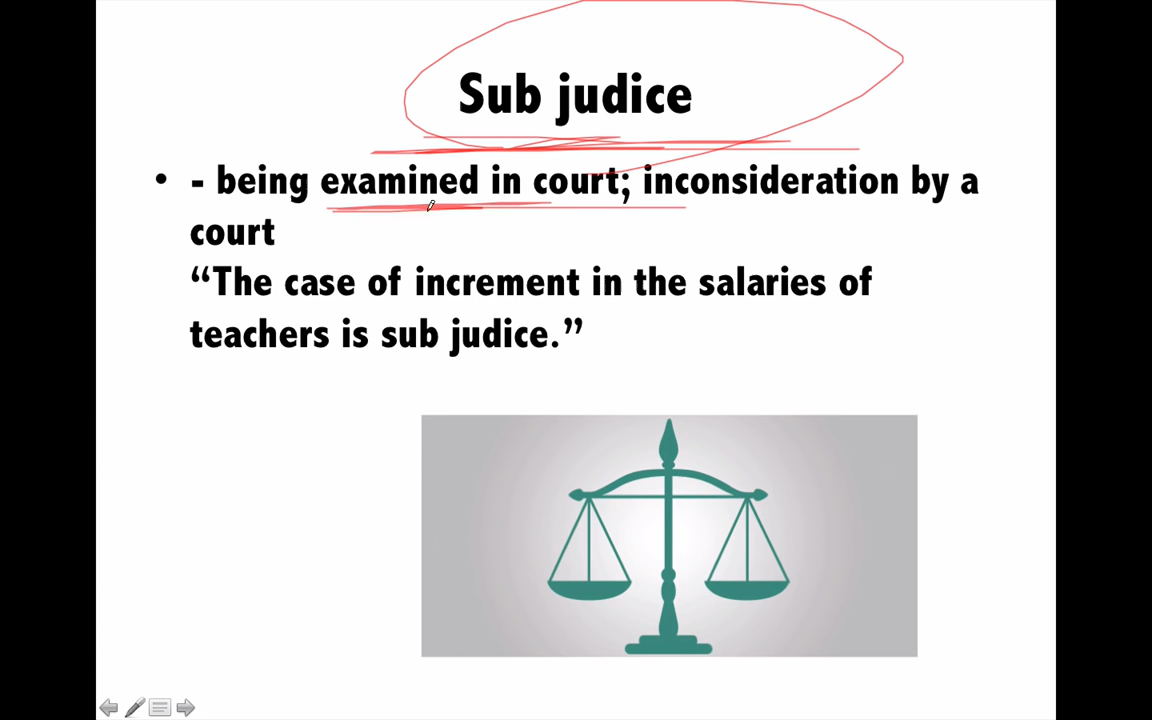 Sub judice
• - being examined in court; inconsideration by a
court
“The case of increment in the salaries of
teachers is sub judice.”